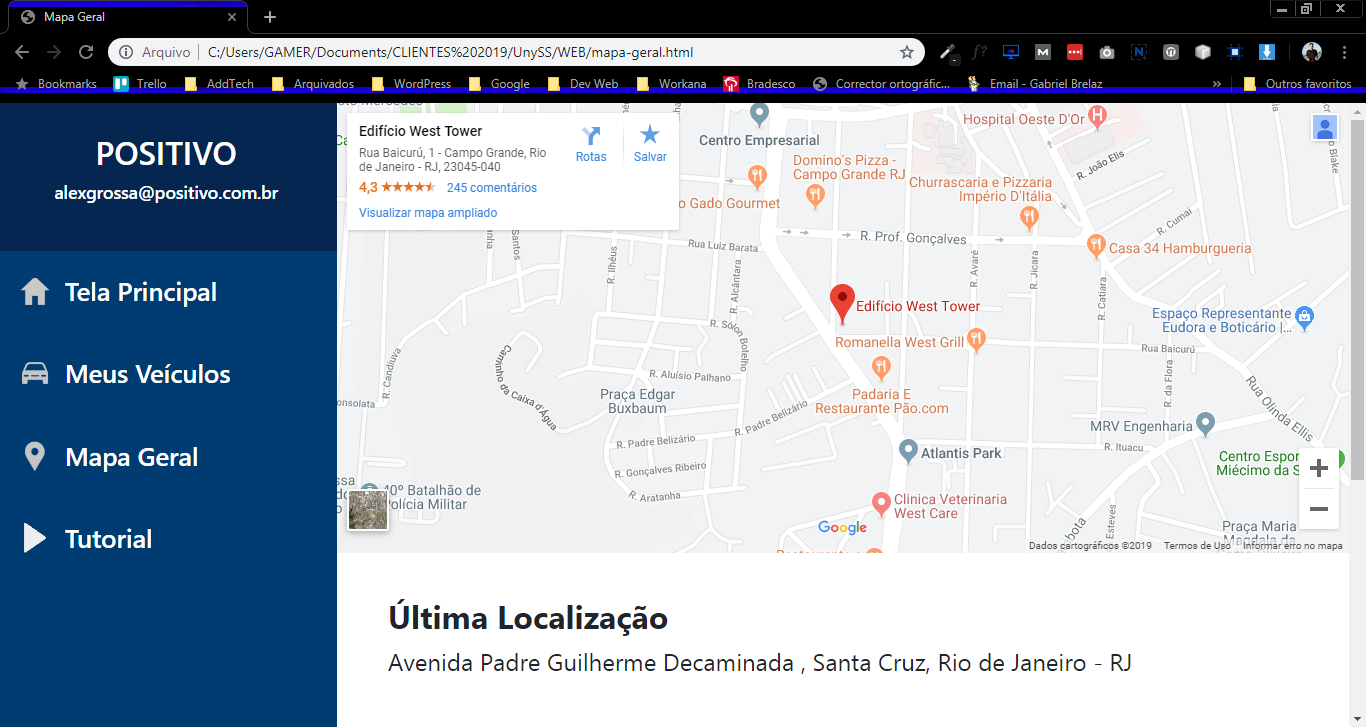 Mapa Geral
Arquivo
C:/Users/GAMER/Documents/CLIENTES%202019/UnySS/WEB/mapa-geral.html
Bookmarks
Trello
AddTech
Arquivados
WordPress
Google
Dev Web
Workana
Bradesco
Corrector ortográfic...
Email - Gabriel Brelaz
»
Outros favoritos
POSITIVO
alexgrossa@positivo.com.br
Tela Principal
Meus Veículos
Mapa Geral
Tutorial
Edifício West Tower
Rua Baicurú, 1 - Campo Grande, Rio
de Janeiro - RJ, 23045-040
4,3
245 comentários
Visualizar mapa ampliado
Rotas
Salvar
Centro Empresarial
Hospital Oeste D'Or
R. João Elis
Domino's Pizza -
Campo Grande RJ
o Gado Gourmet
Churrascaria e Pizzaria
Império D'Itália
R. Cumai
Rua Luiz Barata
R. Prof. Gonçalves
Casa 34 Hamburgueria
Santos
R. Ilhéus
R. Alcântara
R. Avaré
R. Jicara
R. Catiara
Edifício West Tower
Espaço Representante
Eudora e Boticário |...
R. Sólon Botelho
Romanella West Grill
Rua Baicurú
R. Candiuva
Caminho da Caixa d'Água
R. Aluísio Palhano
R. da Flora
Rua Olinda Ellis
Praça Edgar
Buxbaum
Padaria E
Restaurante Pão.com
onsolata
R. Padre Belizário
MRV Engenharia
R. Padre Belizário
R. Ituacu
Atlantis Park
Centro Espor
Miécimo da S
R. Gonçalves Ribeiro
R. Aratanha
40º Batalhão de
Polícia Militar
Clinica Veterinaria
West Care
Esteves
Praça Maria
Google
Dados cartográficos ©2019
Termos de Uso
Informar erro no mapa
Última Localização
Avenida Padre Guilherme Decaminada , Santa Cruz, Rio de Janeiro - RJ